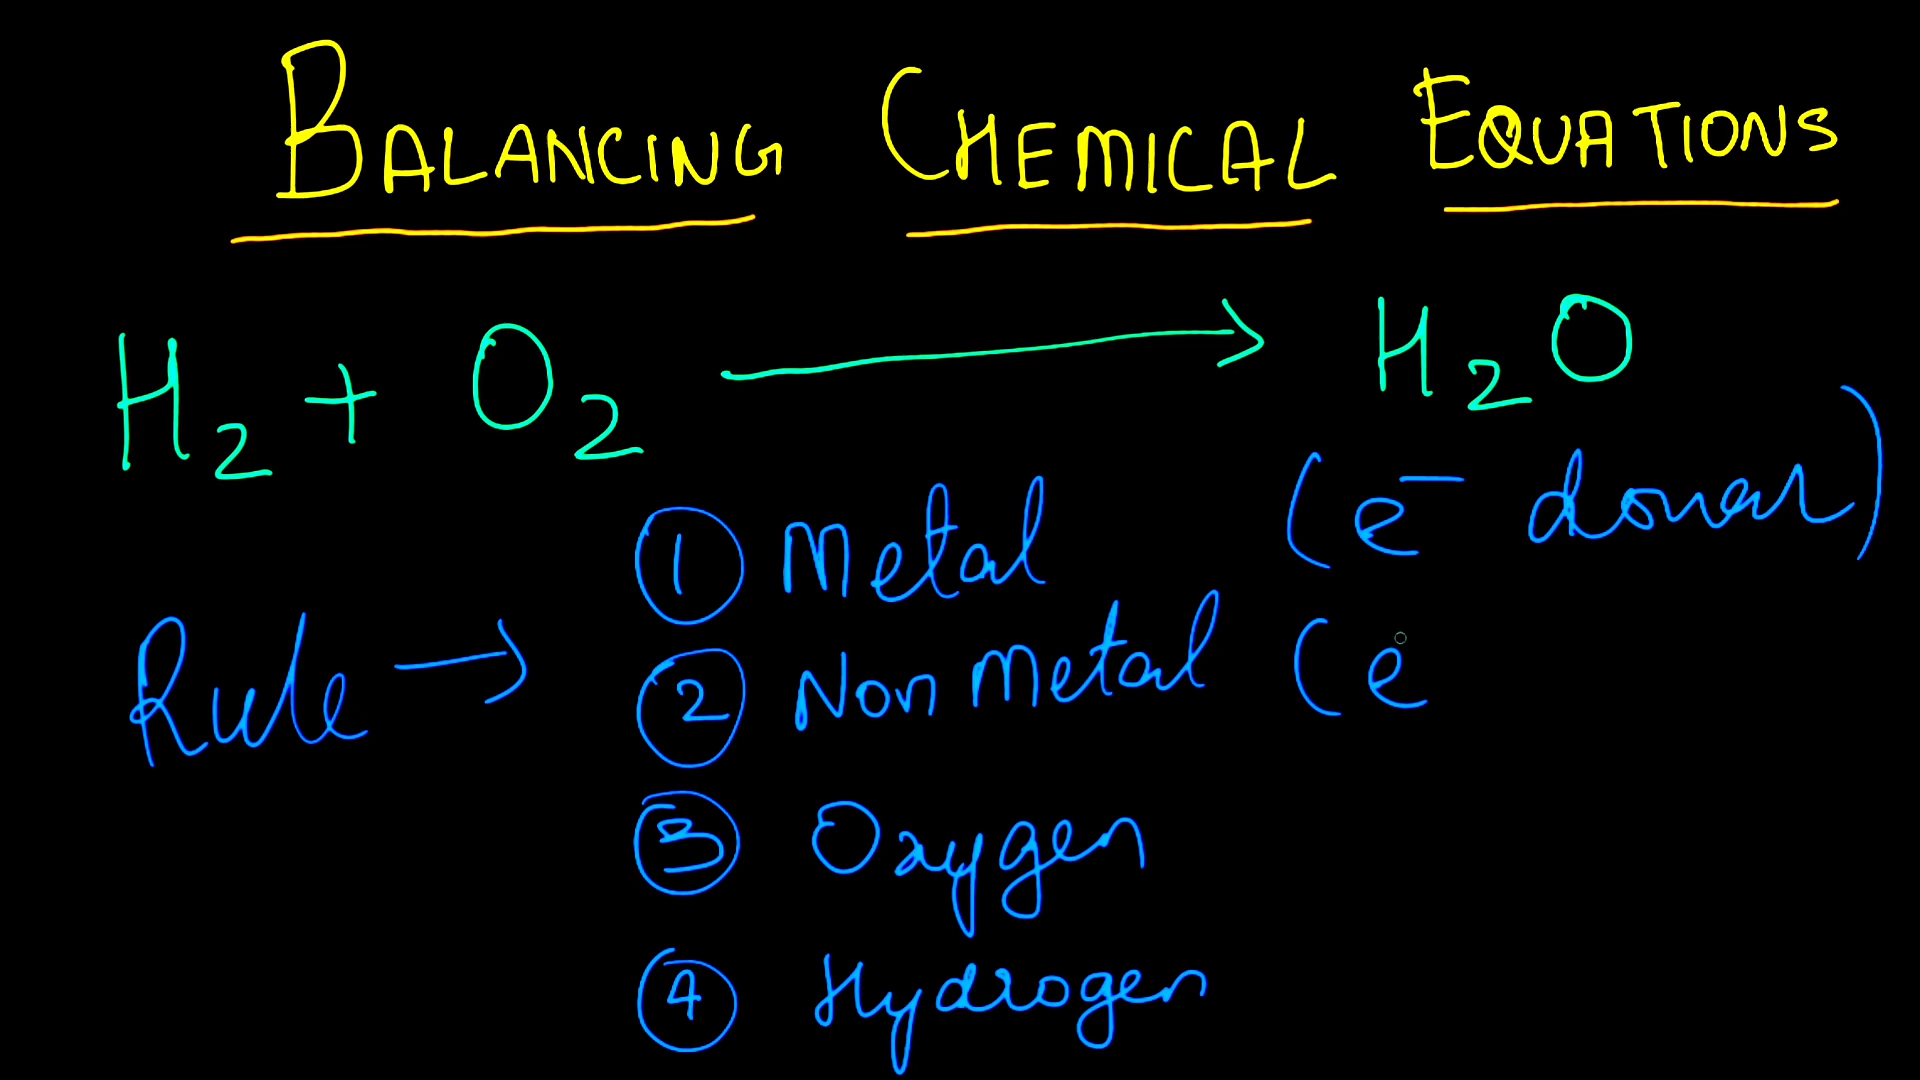 BALANCING CHEMICAL EQUATIONS
H₂ + O₂ → H₂O
Rule →
① Metal (e⁻ donar)
② Non Metal (e
③ Oxygen
④ Hydrogen